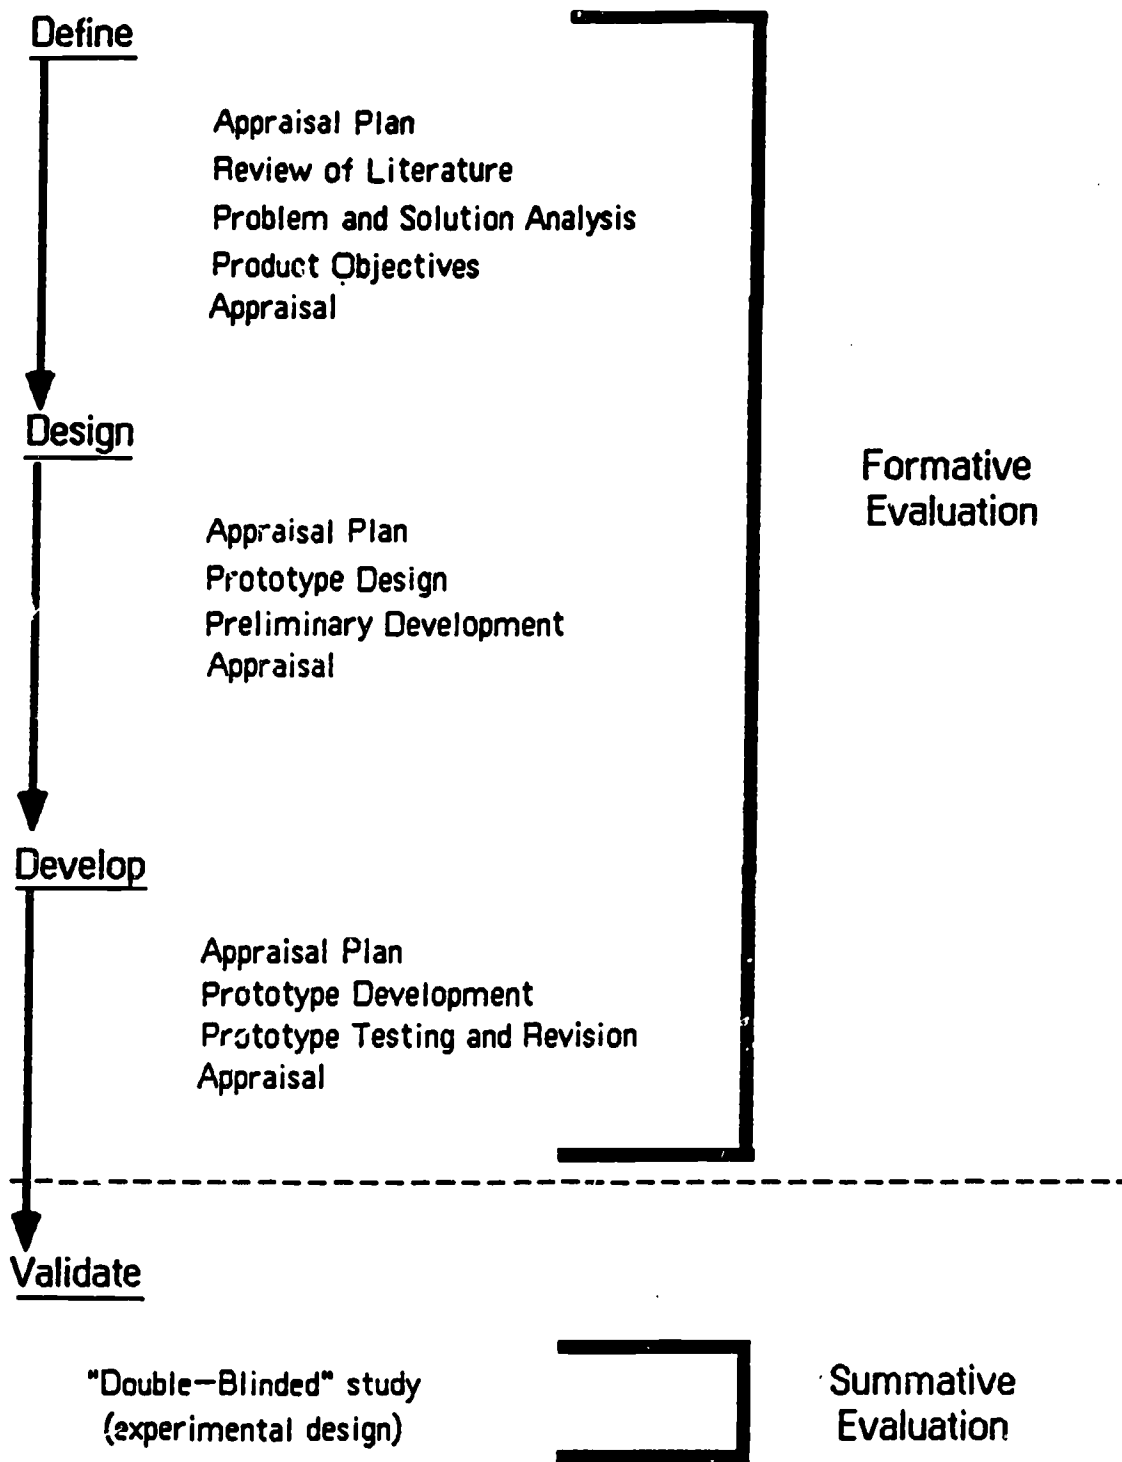 Define
Appraisal Plan
Review of Literature
Problem and Solution Analysis
Product Objectives
Appraisal
Design
Formative
Evaluation
Appraisal Plan
Prototype Design
Preliminary Development
Appraisal
Develop
Appraisal Plan
Prototype Development
Prototype Testing and Revision
Appraisal
Validate
"Double-Blinded" study
(experimental design)
Summative
Evaluation